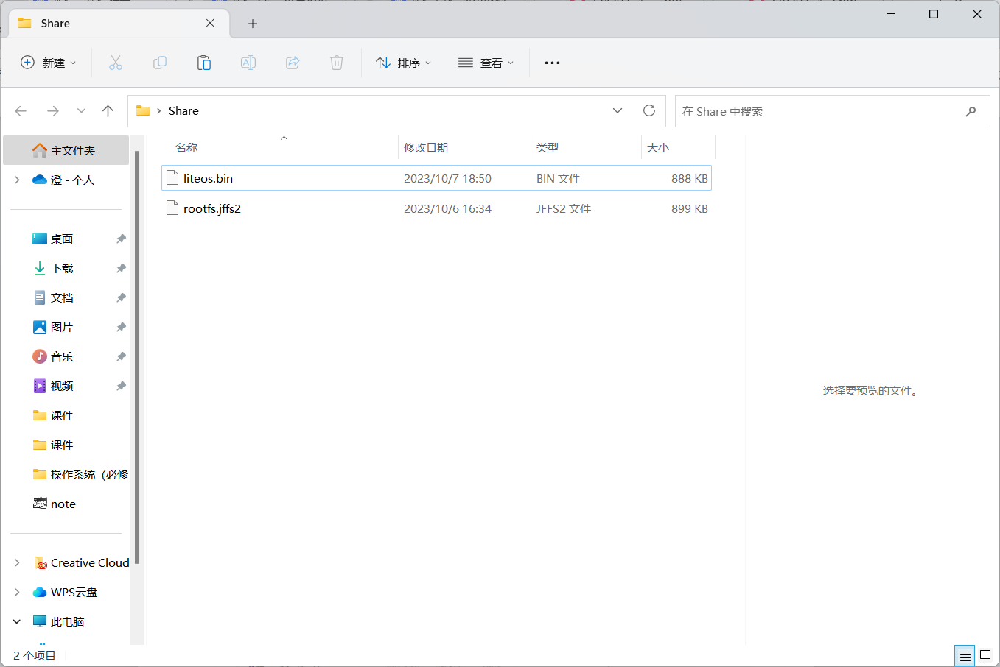 Share
新建
排序
查看
Share
在 Share 中搜索
主文件夹
澄 - 个人
桌面
下载
文档
图片
音乐
视频
课件
课件
操作系统（必修
note
Creative Cloud
WPS云盘
此电脑
名称 修改日期 类型 大小
liteos.bin 2023/10/7 18:50 BIN 文件 888 KB
rootfs.jffs2 2023/10/6 16:34 JFFS2 文件 899 KB
选择要预览的文件。
2 个项目